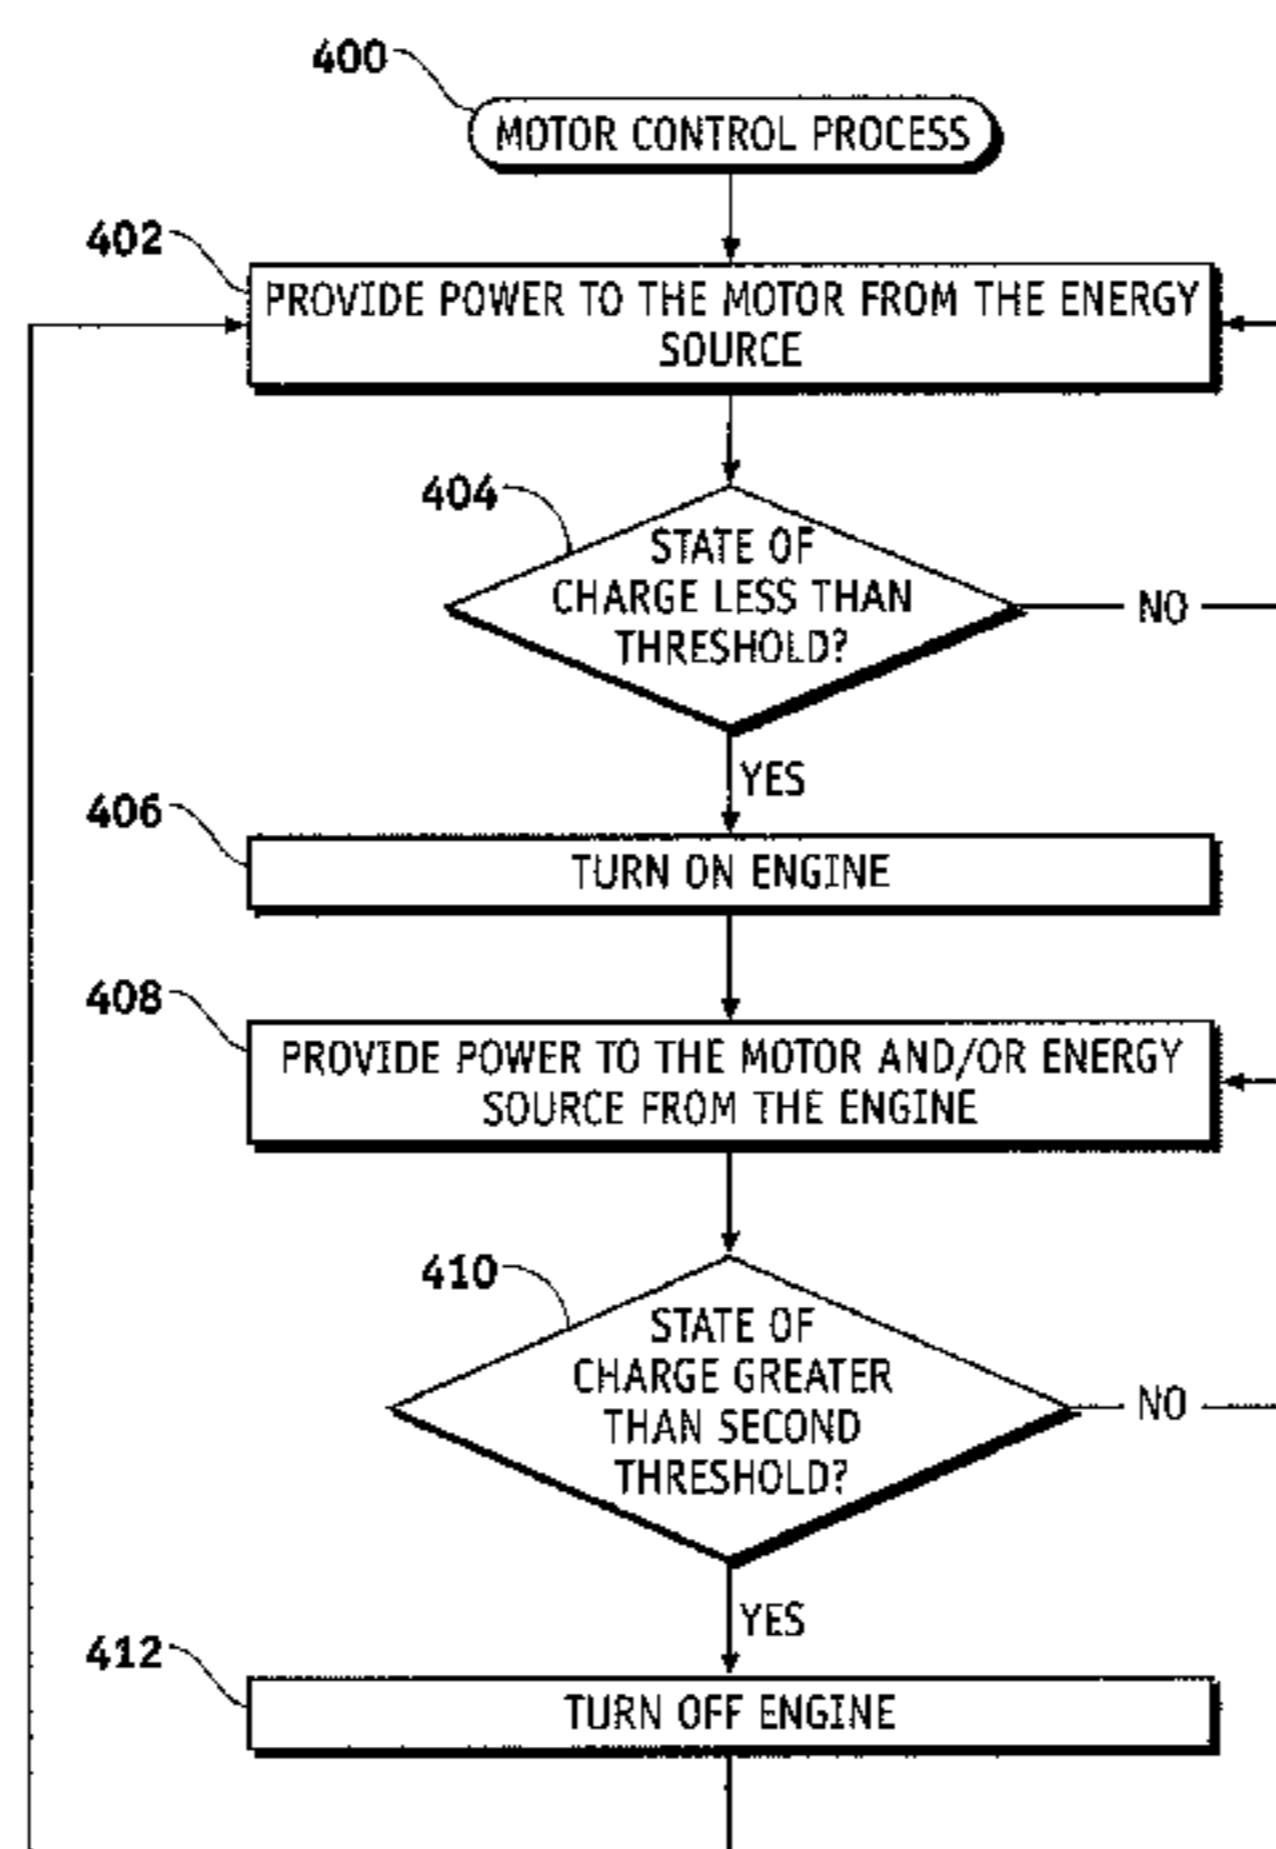 400
MOTOR CONTROL PROCESS
402
PROVIDE POWER TO THE MOTOR FROM THE ENERGY
SOURCE
404
STATE OF
CHARGE LESS THAN
THRESHOLD?
NO
YES
406
TURN ON ENGINE
408
PROVIDE POWER TO THE MOTOR AND/OR ENERGY
SOURCE FROM THE ENGINE
410
STATE OF
CHARGE GREATER
THAN SECOND
THRESHOLD?
NO
YES
412
TURN OFF ENGINE